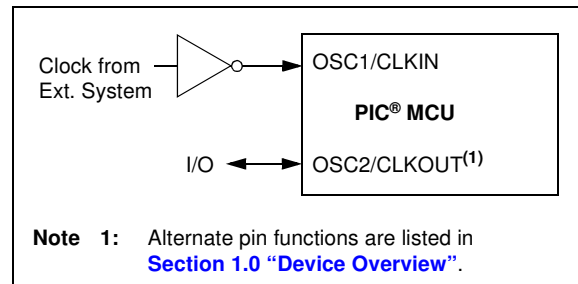 Clock from
Ext. System
OSC1/CLKIN
PIC® MCU
I/O
OSC2/CLKOUT(1)
Note 1: Alternate pin functions are listed in
Section 1.0 “Device Overview”.